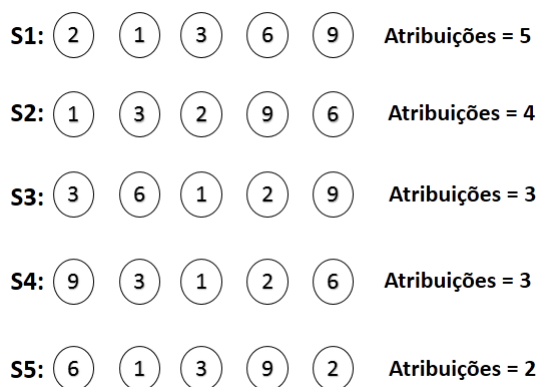 S1: 2 1 3 6 9 Atribuições = 5
S2: 1 3 2 9 6 Atribuições = 4
S3: 3 6 1 2 9 Atribuições = 3
S4: 9 3 1 2 6 Atribuições = 3
S5: 6 1 3 9 2 Atribuições = 2